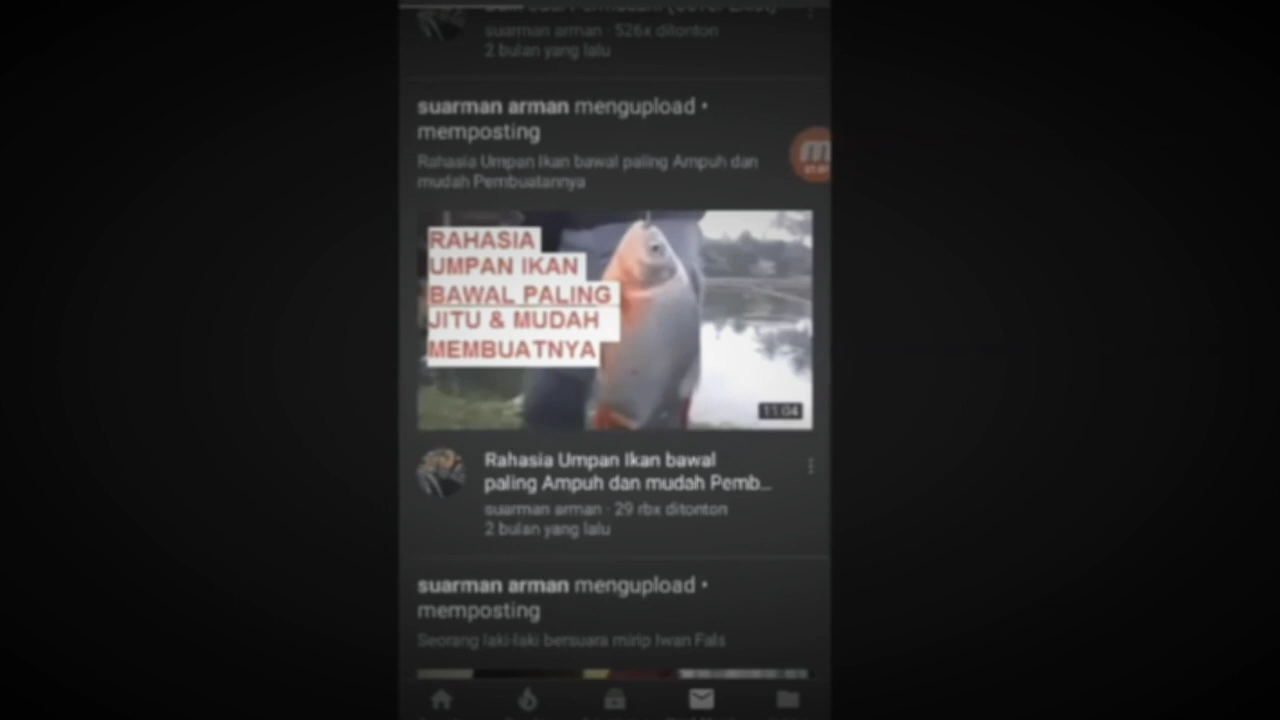 suarman arman · 526x ditonton
2 bulan yang lalu
suarman arman mengupload •
memposting
Rahasia Umpan Ikan bawal paling Ampuh dan
mudah Pembuatannya
RAHASIA
UMPAN IKAN
BAWAL PALING
JITU & MUDAH
MEMBUATNYA
11:04
Rahasia Umpan Ikan bawal
paling Ampuh dan mudah Pemb...
suarman arman · 29 rbx ditonton
2 bulan yang lalu
suarman arman mengupload •
memposting
Seorang laki-laki bersuara mirip Iwan Fals